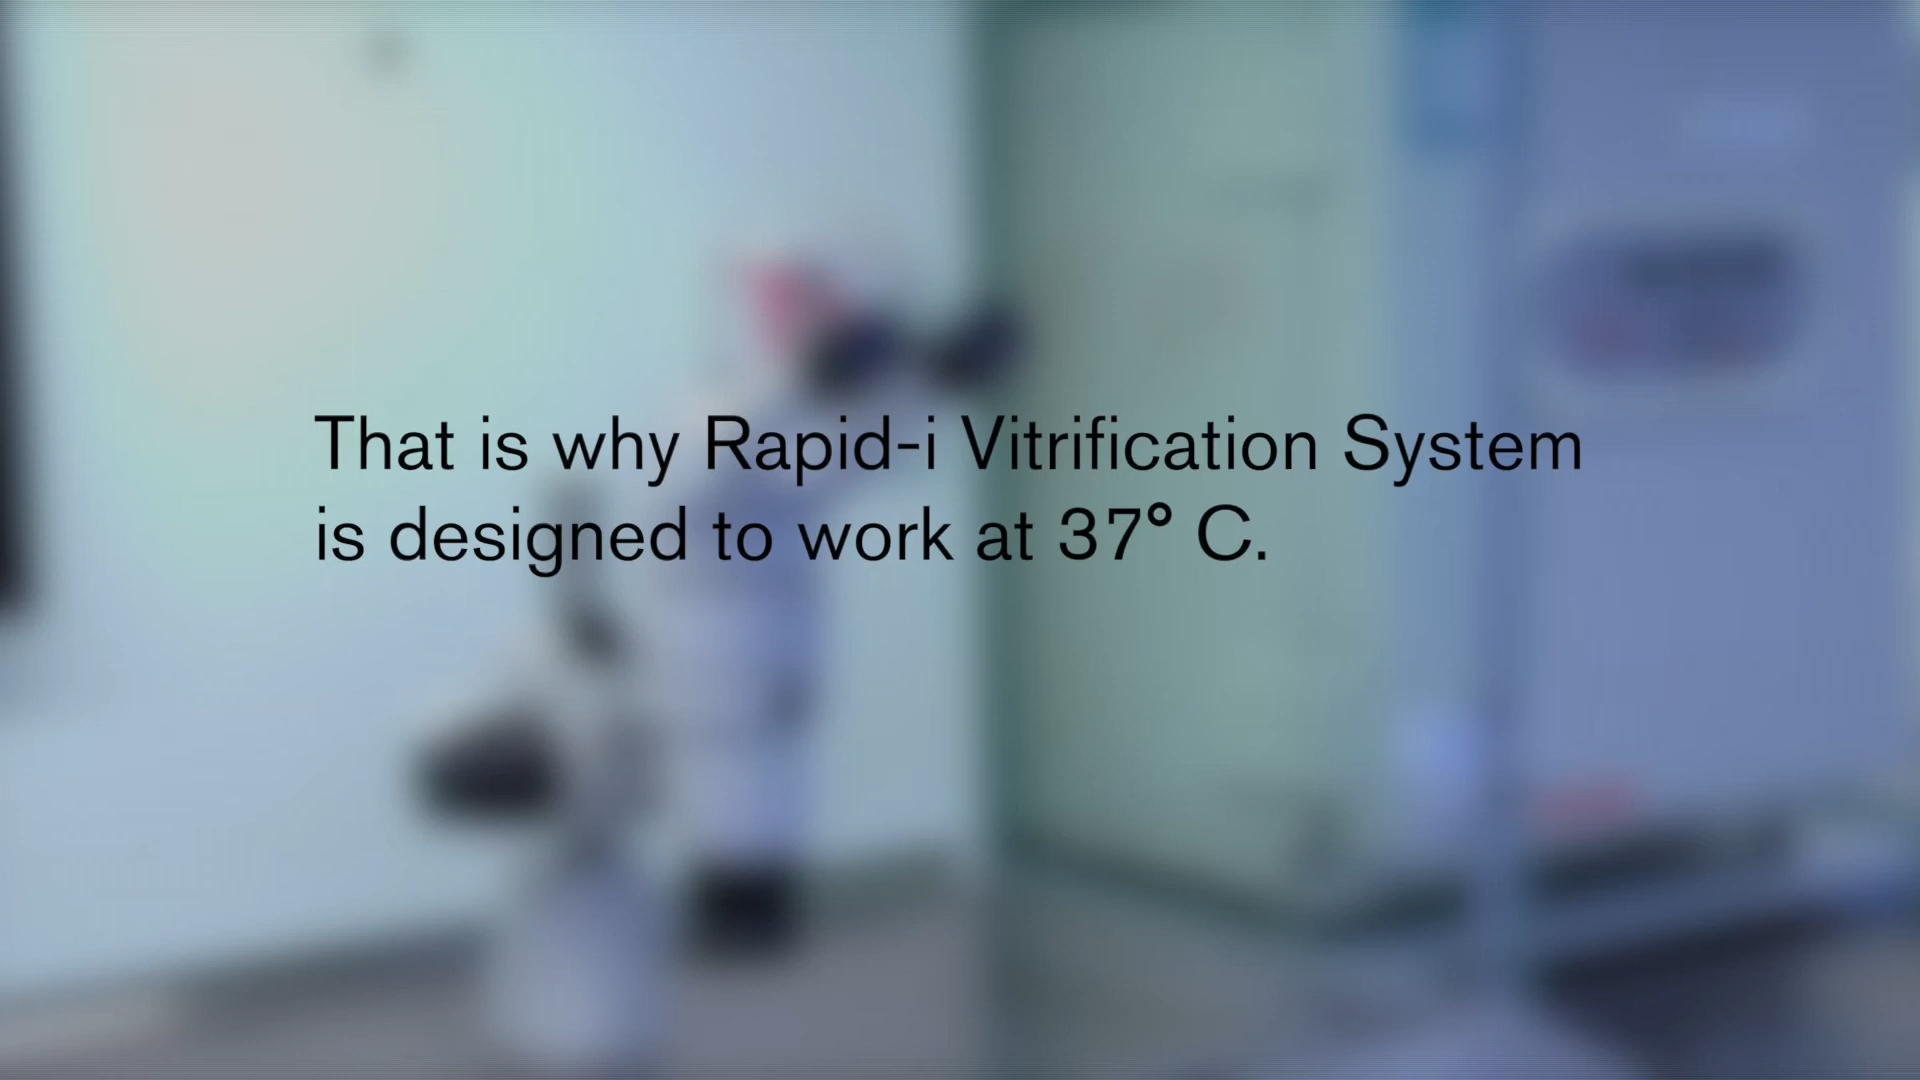 That is why Rapid-i Vitrification System
is designed to work at 37° C.